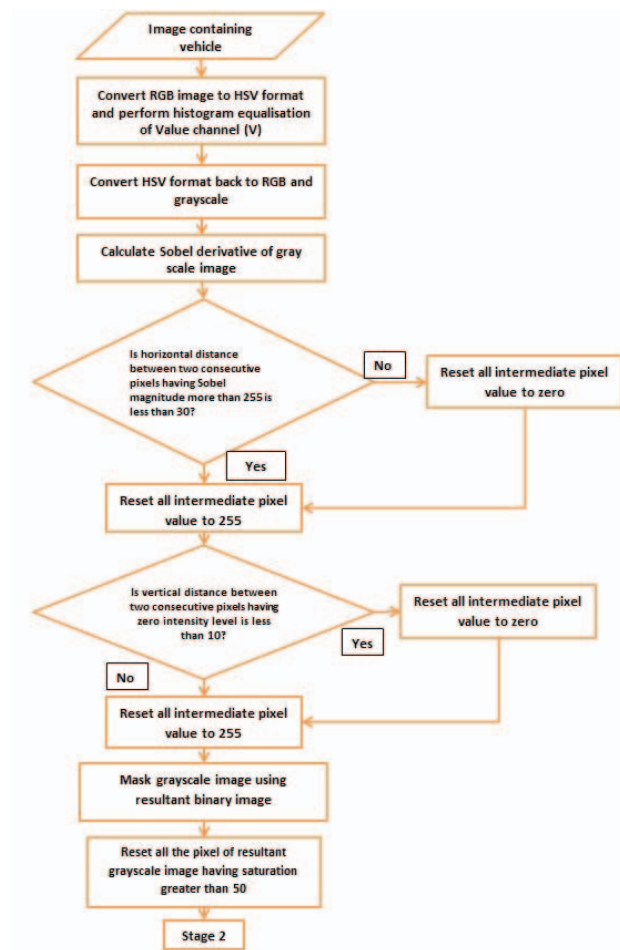 Image containing
vehicle
Convert RGB image to HSV format
and perform histogram equalisation
of Value channel (V)
Convert HSV format back to RGB and
grayscale
Calculate Sobel derivative of gray
scale image
Is horizontal distance
between two consecutive
pixels having Sobel
magnitude more than 255 is
less than 30?
No
Reset all intermediate pixel
value to zero
Yes
Reset all intermediate pixel
value to 255
Is vertical distance between
two consecutive pixels having
zero intensity level is less
than 10?
Reset all intermediate pixel
value to zero
Yes
No
Reset all intermediate pixel
value to 255
Mask grayscale image using
resultant binary image
Reset all the pixel of resultant
grayscale image having saturation
greater than 50
Stage 2